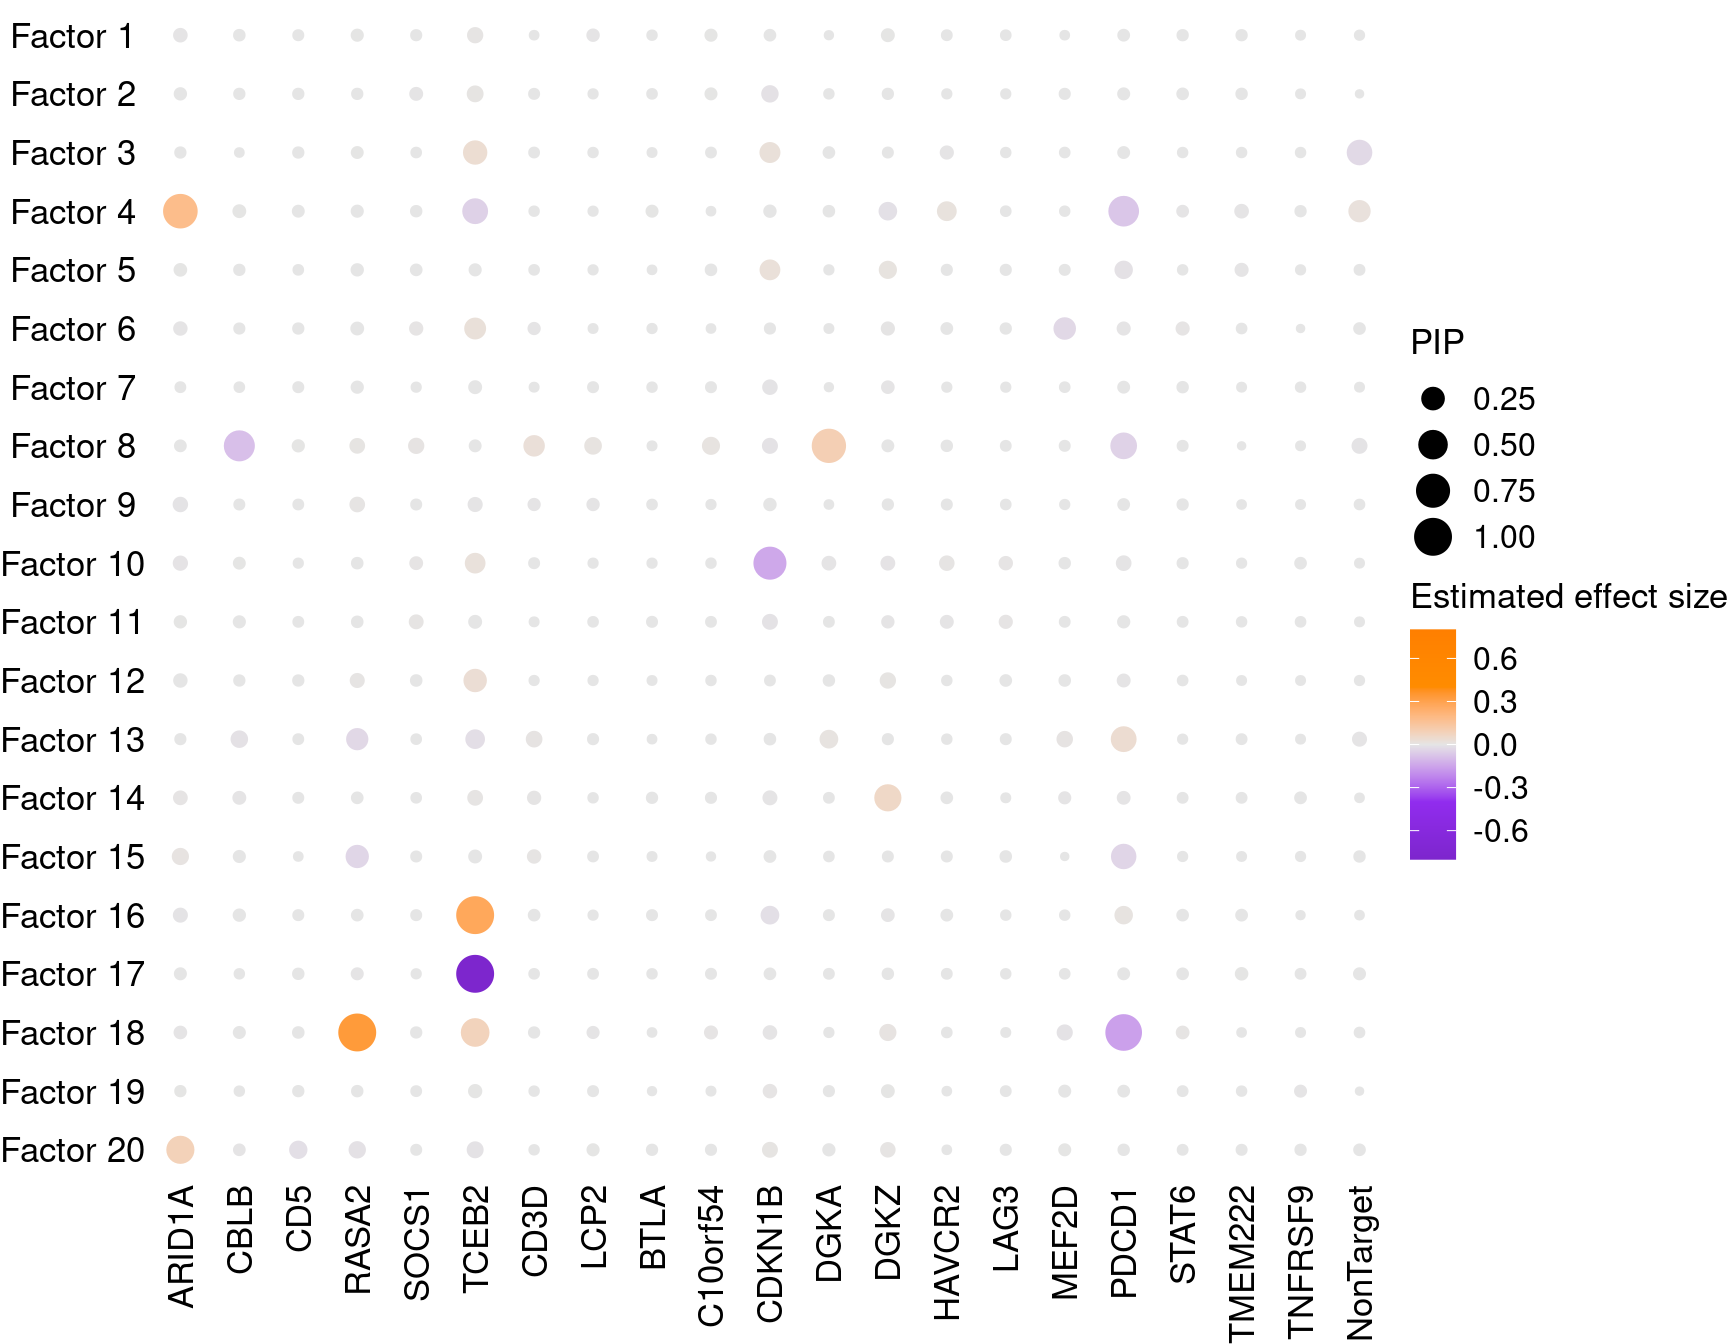 Factor 1
Factor 2
Factor 3
Factor 4
Factor 5
Factor 6
Factor 7
Factor 8
Factor 9
Factor 10
Factor 11
Factor 12
Factor 13
Factor 14
Factor 15
Factor 16
Factor 17
Factor 18
Factor 19
Factor 20
ARID1A
CBLB
CD5
RASA2
SOCS1
TCEB2
CD3D
LCP2
BTLA
C10orf54
CDKN1B
DGKA
DGKZ
HAVCR2
LAG3
MEF2D
PDCD1
STAT6
TMEM222
TNFRSF9
NonTarget
PIP
0.25
0.50
0.75
1.00
Estimated effect size
0.6
0.3
0.0
-0.3
-0.6